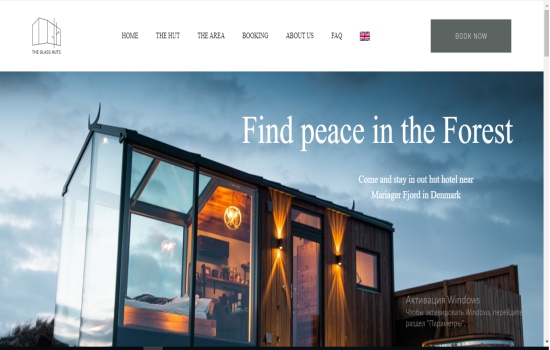 THE GLASS HUTS
HOME THE HUT THE AREA BOOKING ABOUT US FAQ
BOOK NOW
Find peace in the Forest
Come and stay in out hut hotel near
Mariager Fjord in Denmark
Активация Windows
Чтобы активировать Windows, перейдите в
раздел "Параметры".